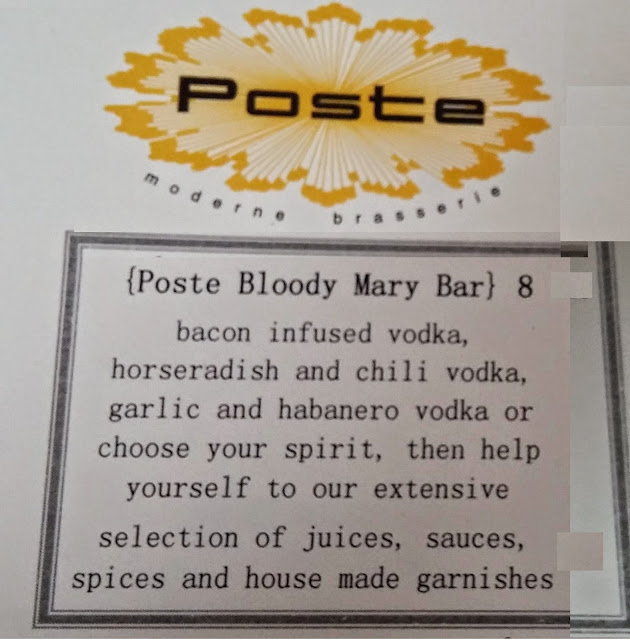 Poste
moderne brasserie
{Poste Bloody Mary Bar} 8
bacon infused vodka,
horseradish and chili vodka,
garlic and habanero vodka or
choose your spirit, then help
yourself to our extensive
selection of juices, sauces,
spices and house made garnishes